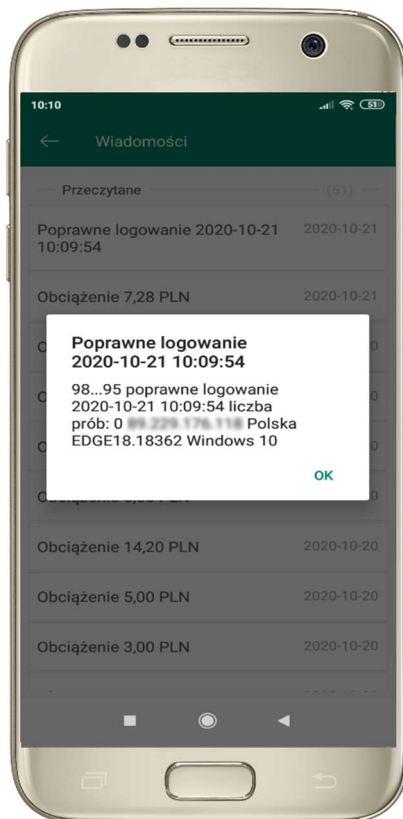 10:10
51
Wiadomości
Przeczytane (51)
Poprawne logowanie 2020-10-21 2020-10-21
10:09:54
Obciążenie 7,28 PLN 2020-10-21
Poprawne logowanie
2020-10-21 10:09:54
98...95 poprawne logowanie
2020-10-21 10:09:54 liczba
prób: 0 Polska
EDGE18.18362 Windows 10
OK
Obciążenie 14,20 PLN 2020-10-20
Obciążenie 5,00 PLN 2020-10-20
Obciążenie 3,00 PLN 2020-10-20